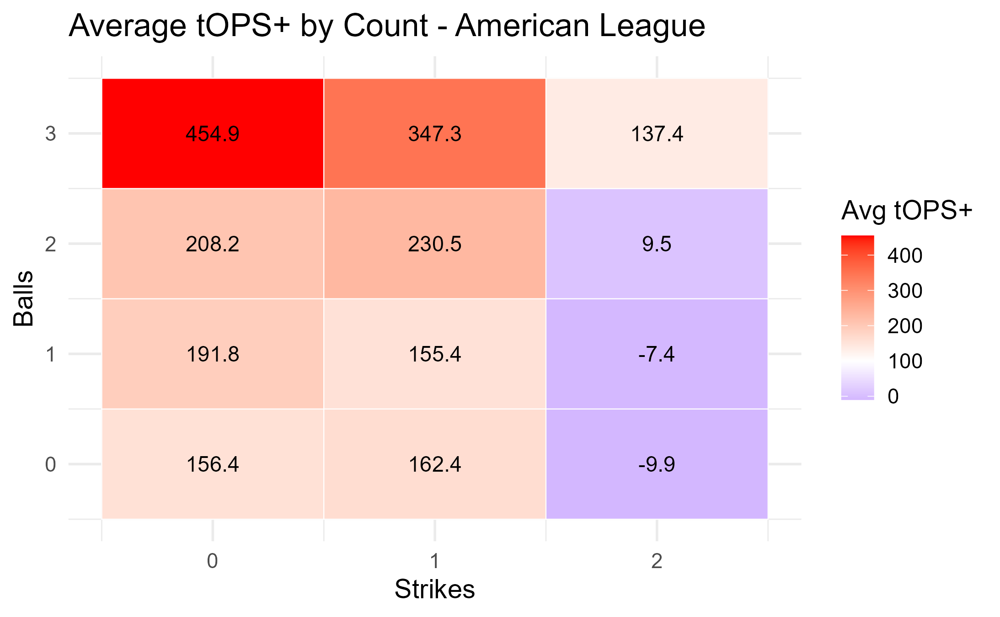 Average tOPS+ by Count - American League
3
454.9 347.3 137.4
2
208.2 230.5 9.5
1
191.8 155.4 -7.4
0
156.4 162.4 -9.9
Balls
0 1 2
Strikes
Avg tOPS+
400
300
200
100
0